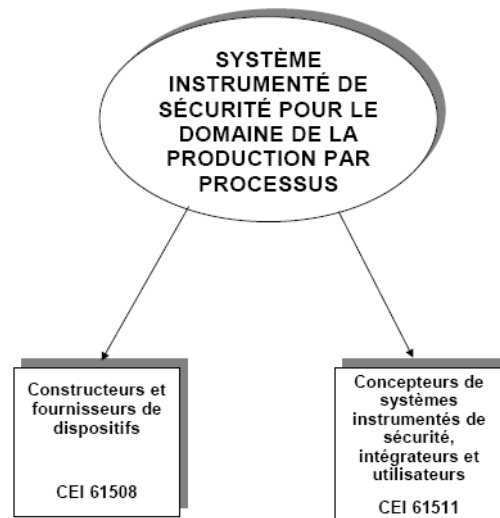 SYSTÈME
INSTRUMENTÉ DE
SÉCURITÉ POUR LE
DOMAINE DE LA
PRODUCTION PAR
PROCESSUS
Constructeurs et
fournisseurs de
dispositifs
CEI 61508
Concepteurs de
systèmes
instrumentés de
sécurité,
intégrateurs et
utilisateurs
CEI 61511